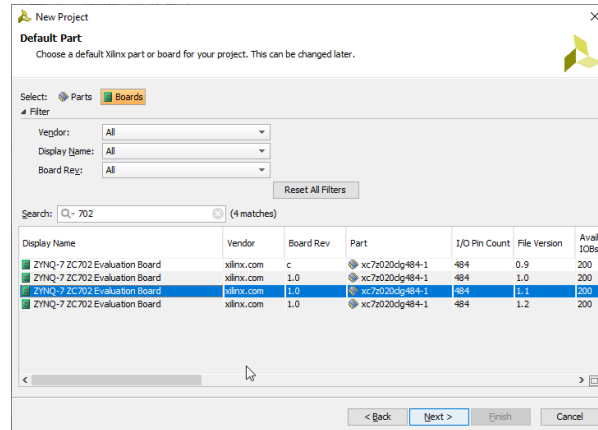 New Project
Default Part
Choose a default Xilinx part or board for your project. This can be changed later.
Select: Parts Boards
Filter
Vendor: All
Display Name: All
Board Rev: All
Reset All Filters
Search: 702 (4 matches)
Display Name Vendor Board Rev Part I/O Pin Count File Version Avail IOBs
ZYNQ-7 ZC702 Evaluation Board xilinx.com c xc7z020clg484-1 484 0.9 200
ZYNQ-7 ZC702 Evaluation Board xilinx.com 1.0 xc7z020clg484-1 484 1.0 200
ZYNQ-7 ZC702 Evaluation Board xilinx.com 1.0 xc7z020clg484-1 484 1.1 200
ZYNQ-7 ZC702 Evaluation Board xilinx.com 1.0 xc7z020clg484-1 484 1.2 200
< Back Next > Finish Cancel